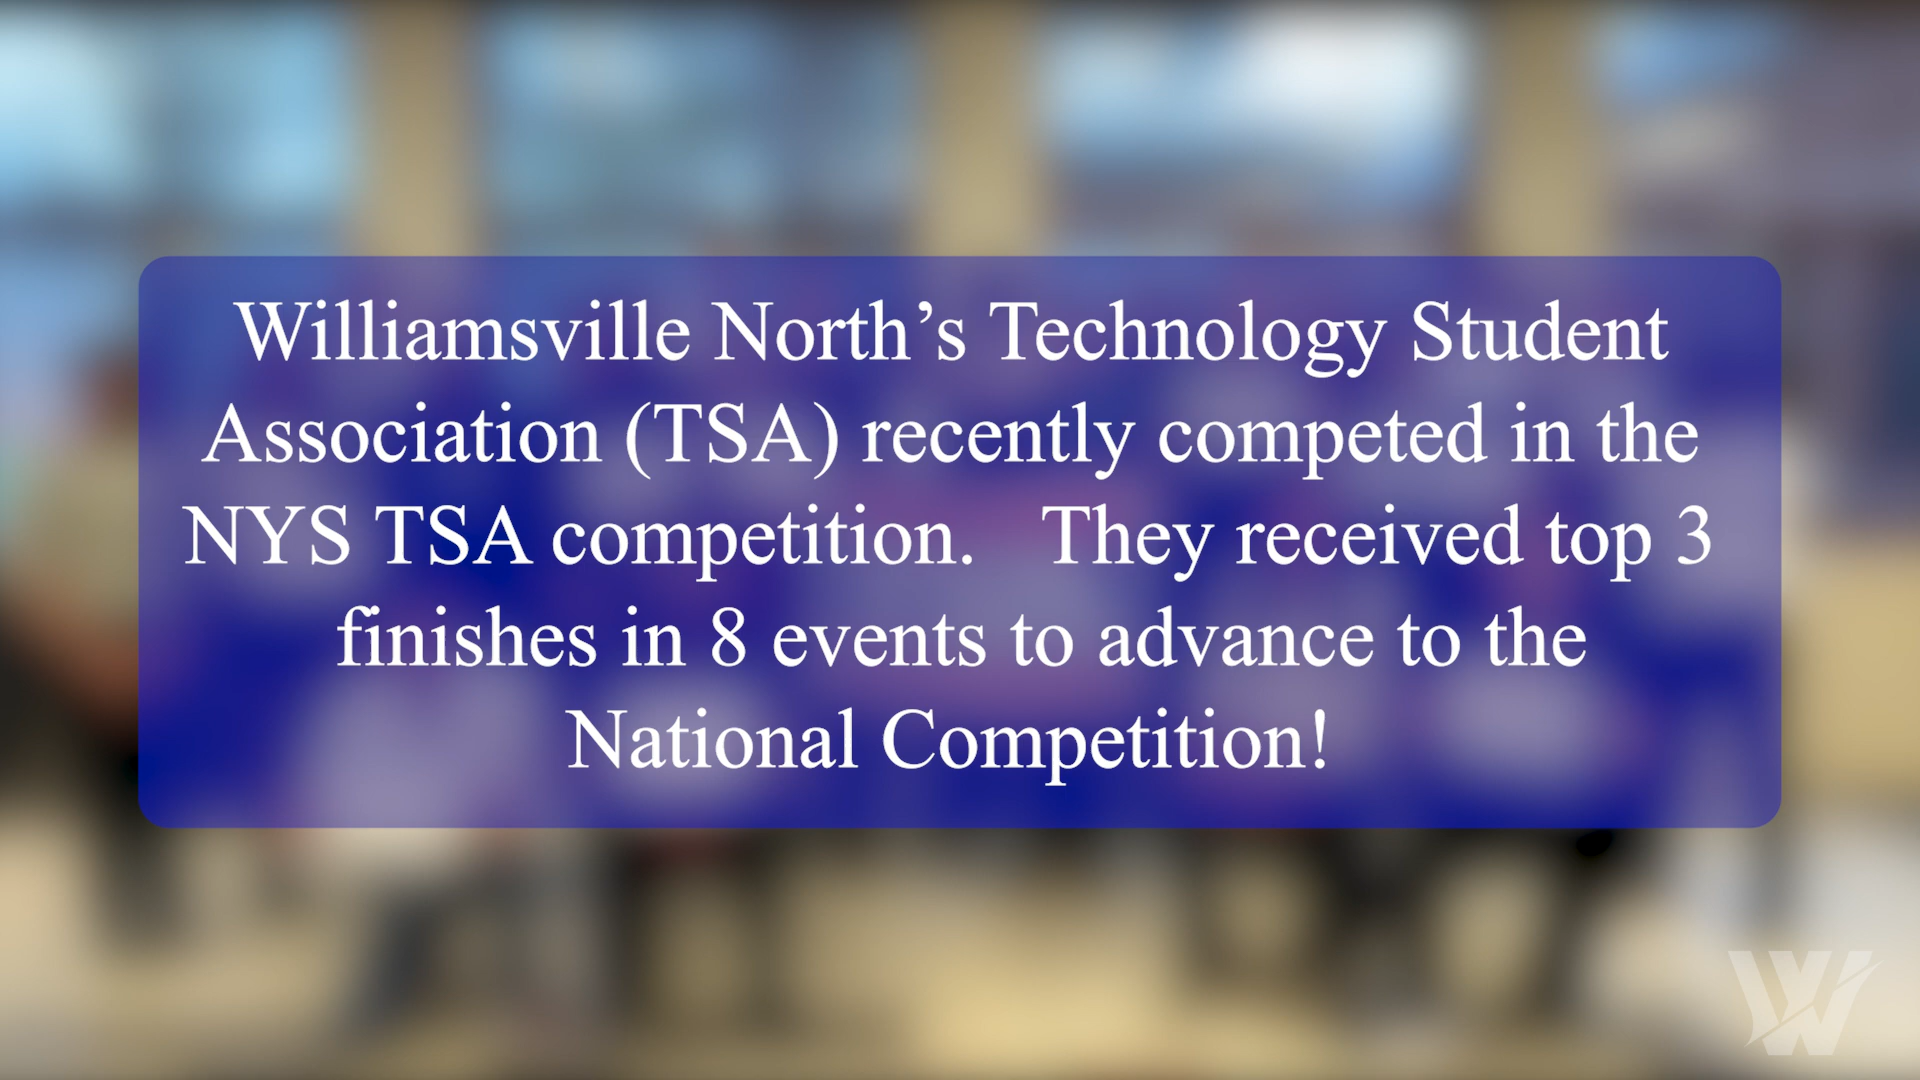 Williamsville North’s Technology Student
Association (TSA) recently competed in the
NYS TSA competition.   They received top 3
finishes in 8 events to advance to the
National Competition!
W